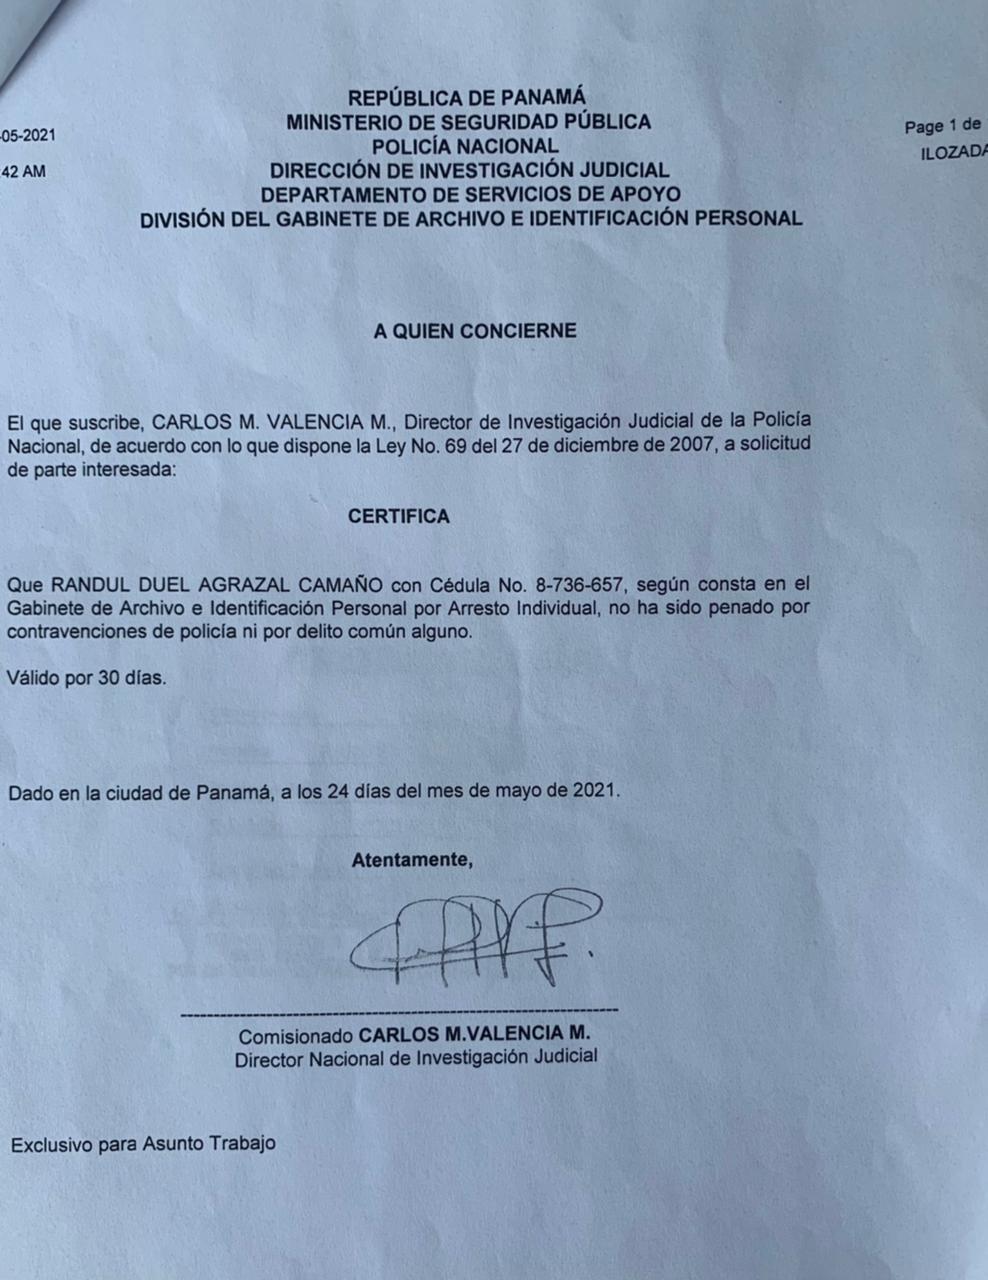 REPÚBLICA DE PANAMÁ
MINISTERIO DE SEGURIDAD PÚBLICA
POLICÍA NACIONAL
DIRECCIÓN DE INVESTIGACIÓN JUDICIAL
DEPARTAMENTO DE SERVICIOS DE APOYO
DIVISIÓN DEL GABINETE DE ARCHIVO E IDENTIFICACIÓN PERSONAL
-05-2021
:42 AM
Page 1 de
ILOZADA
A QUIEN CONCIERNE
El que suscribe, CARLOS M. VALENCIA M., Director de Investigación Judicial de la Policía
Nacional, de acuerdo con lo que dispone la Ley No. 69 del 27 de diciembre de 2007, a solicitud
de parte interesada:
CERTIFICA
Que RANDUL DUEL AGRAZAL CAMAÑO con Cédula No. 8-736-657, según consta en el
Gabinete de Archivo e Identificación Personal por Arresto Individual, no ha sido penado por
contravenciones de policía ni por delito común alguno.
Válido por 30 días.
Dado en la ciudad de Panamá, a los 24 días del mes de mayo de 2021.
Atentamente,
Comisionado CARLOS M.VALENCIA M.
Director Nacional de Investigación Judicial
Exclusivo para Asunto Trabajo